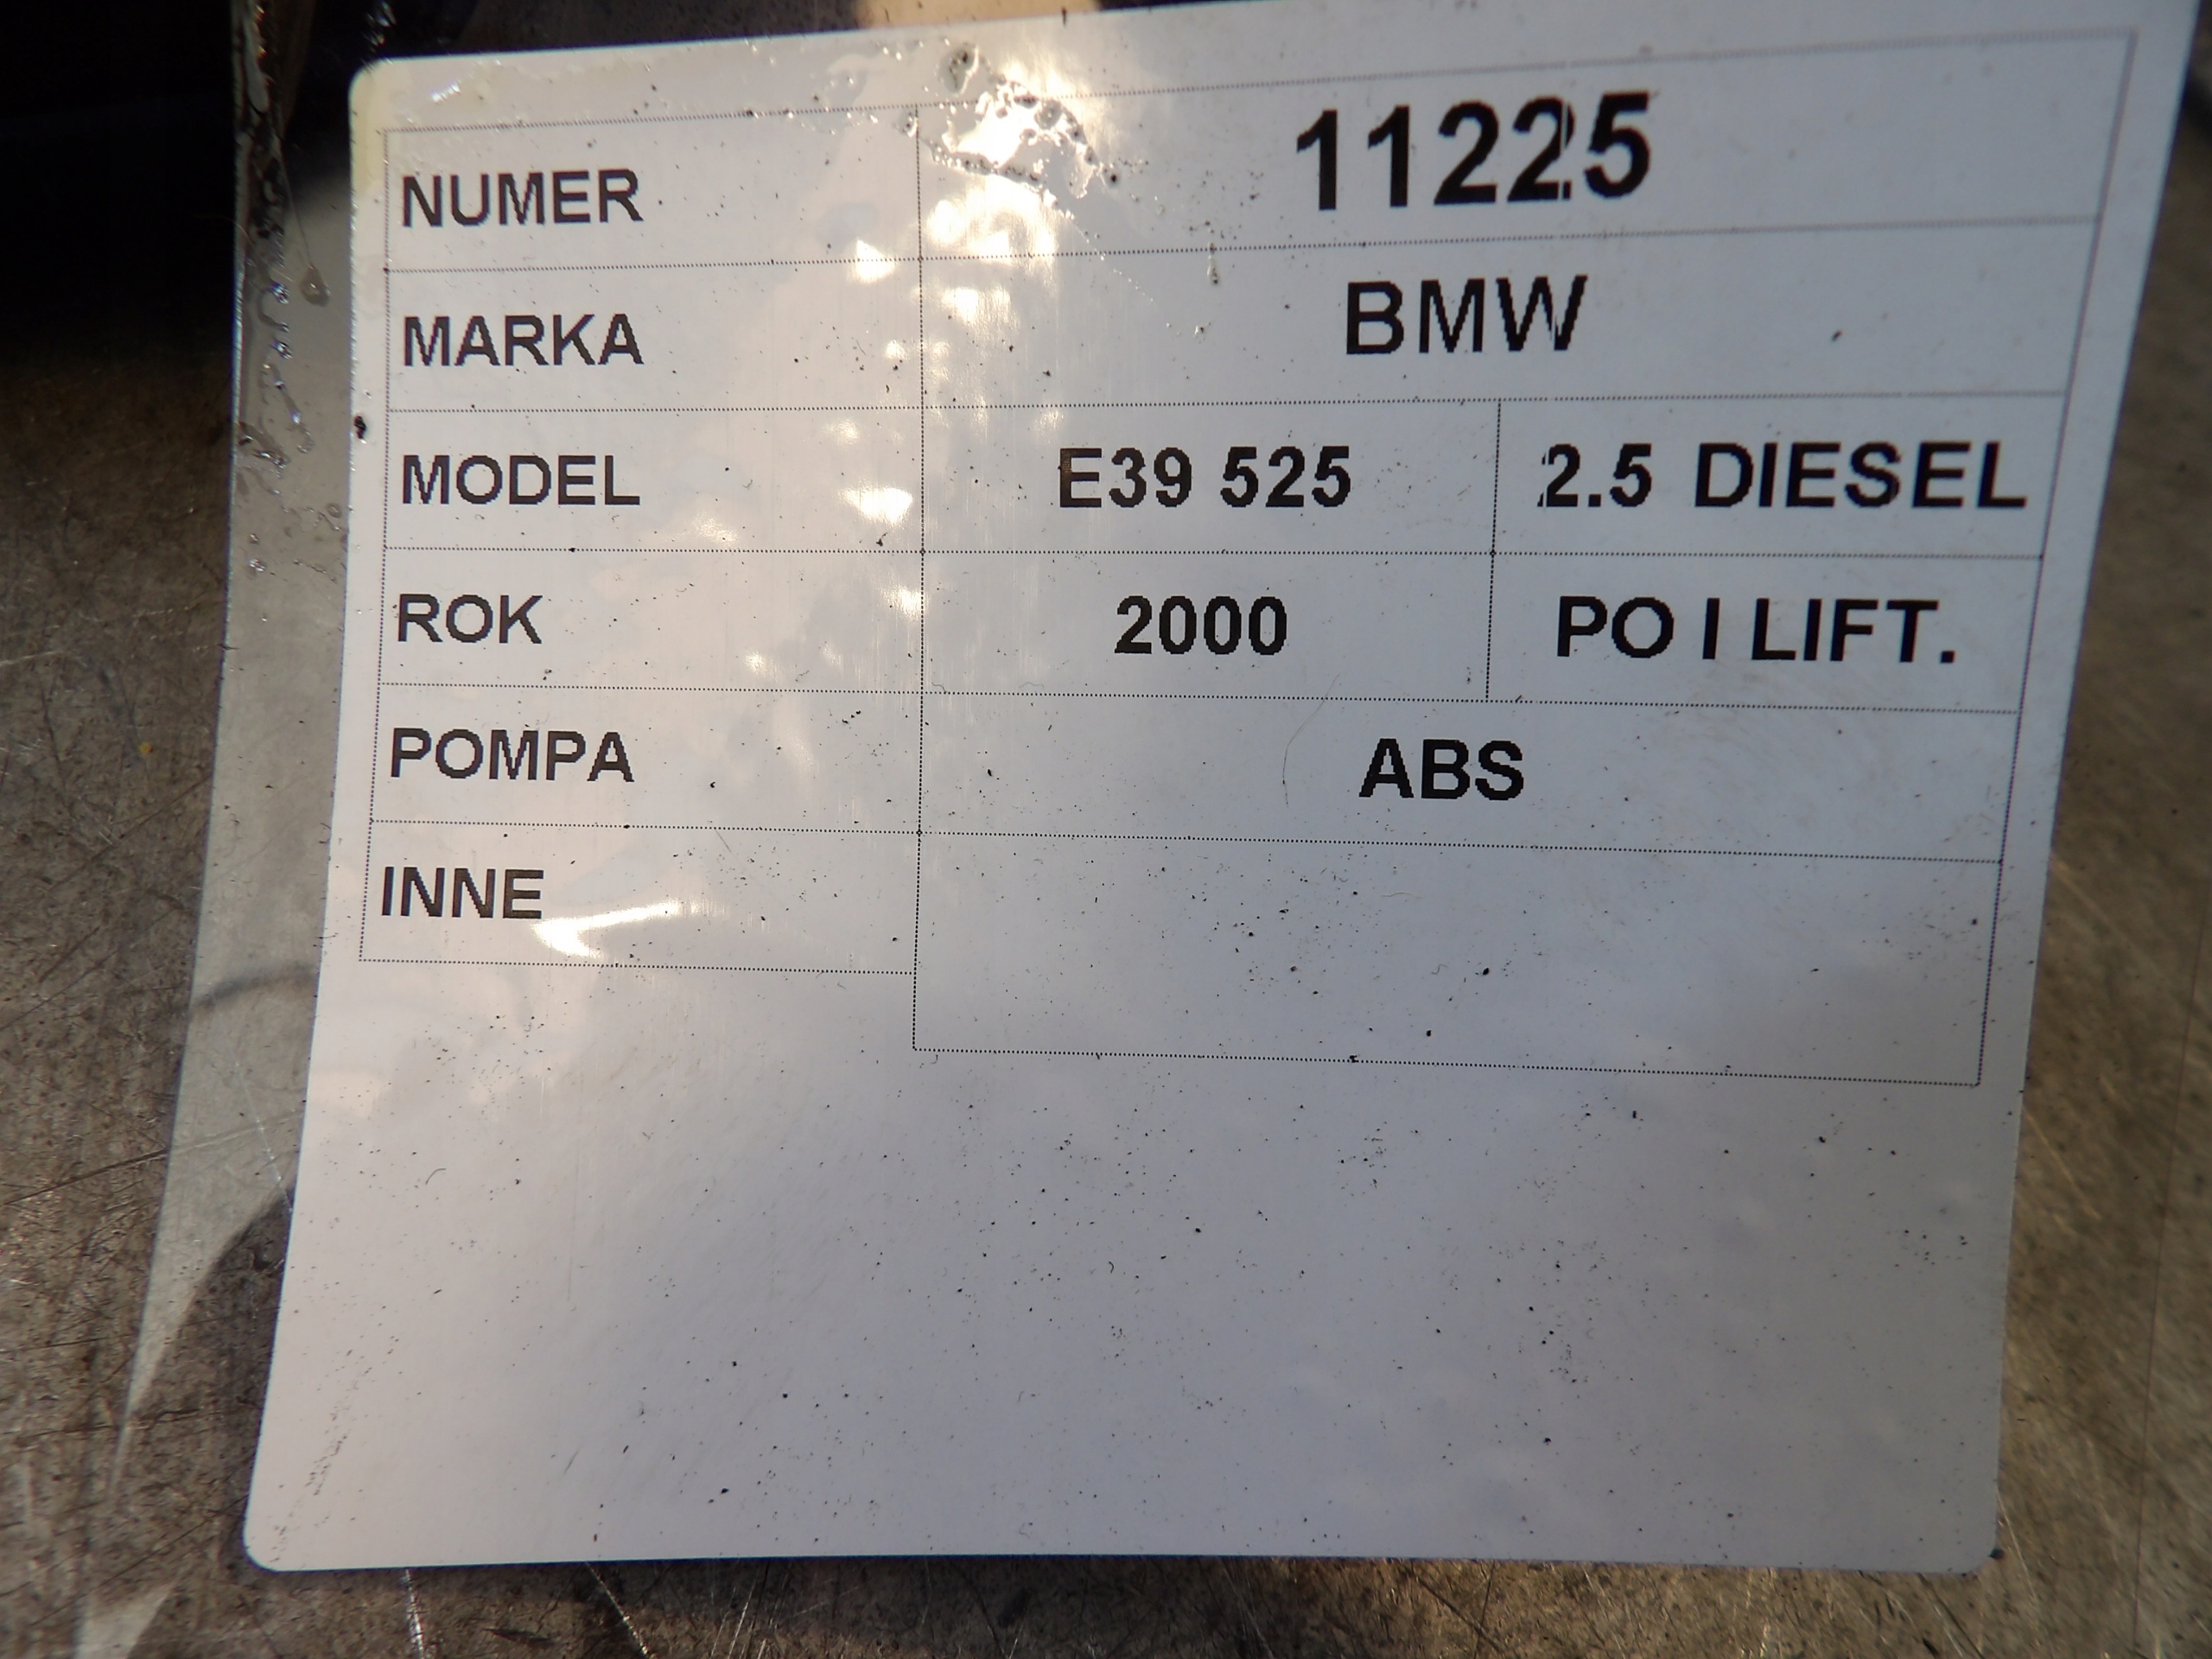 NUMER 11225
MARKA BMW
MODEL E39 525 2.5 DIESEL
ROK 2000 PO I LIFT.
POMPA ABS
INNE